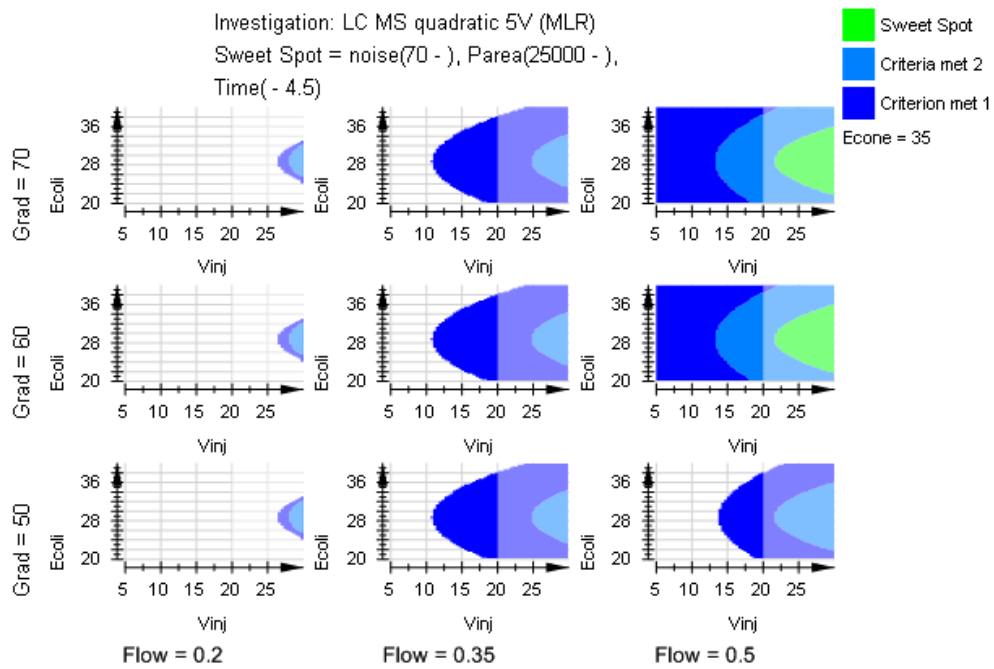 Investigation: LC MS quadratic 5V (MLR)
Sweet Spot = noise(70 - ), Parea(25000 - ),
Time( - 4.5)
Sweet Spot
Criteria met 2
Criterion met 1
Econe = 35
Grad = 70
Ecoli
36
28
20
5 10 15 20 25
Vinj
Ecoli
36
28
20
5 10 15 20 25
Vinj
Ecoli
36
28
20
5 10 15 20 25
Vinj
Grad = 60
Ecoli
36
28
20
5 10 15 20 25
Vinj
Ecoli
36
28
20
5 10 15 20 25
Vinj
Ecoli
36
28
20
5 10 15 20 25
Vinj
Grad = 50
Ecoli
36
28
20
5 10 15 20 25
Vinj
Ecoli
36
28
20
5 10 15 20 25
Vinj
Ecoli
36
28
20
5 10 15 20 25
Vinj
Flow = 0.2
Flow = 0.35
Flow = 0.5